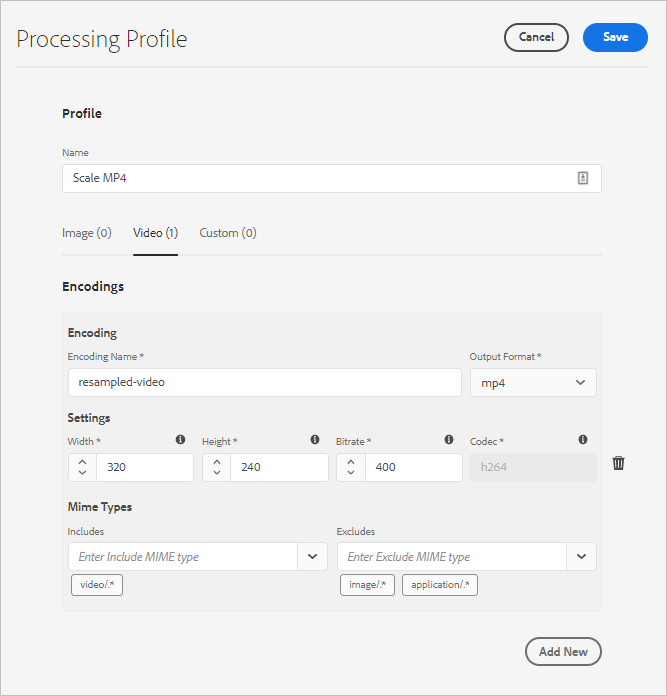 Processing Profile
Cancel
Save
Profile
Name
Scale MP4
Image (0)
Video (1)
Custom (0)
Encodings
Encoding
Encoding Name *
Output Format *
resampled-video
mp4
Settings
Width *
Height *
Bitrate *
Codec *
320
240
400
h264
Mime Types
Includes
Excludes
Enter Include MIME type
Enter Exclude MIME type
video/.*
image/.*
application/.*
Add New